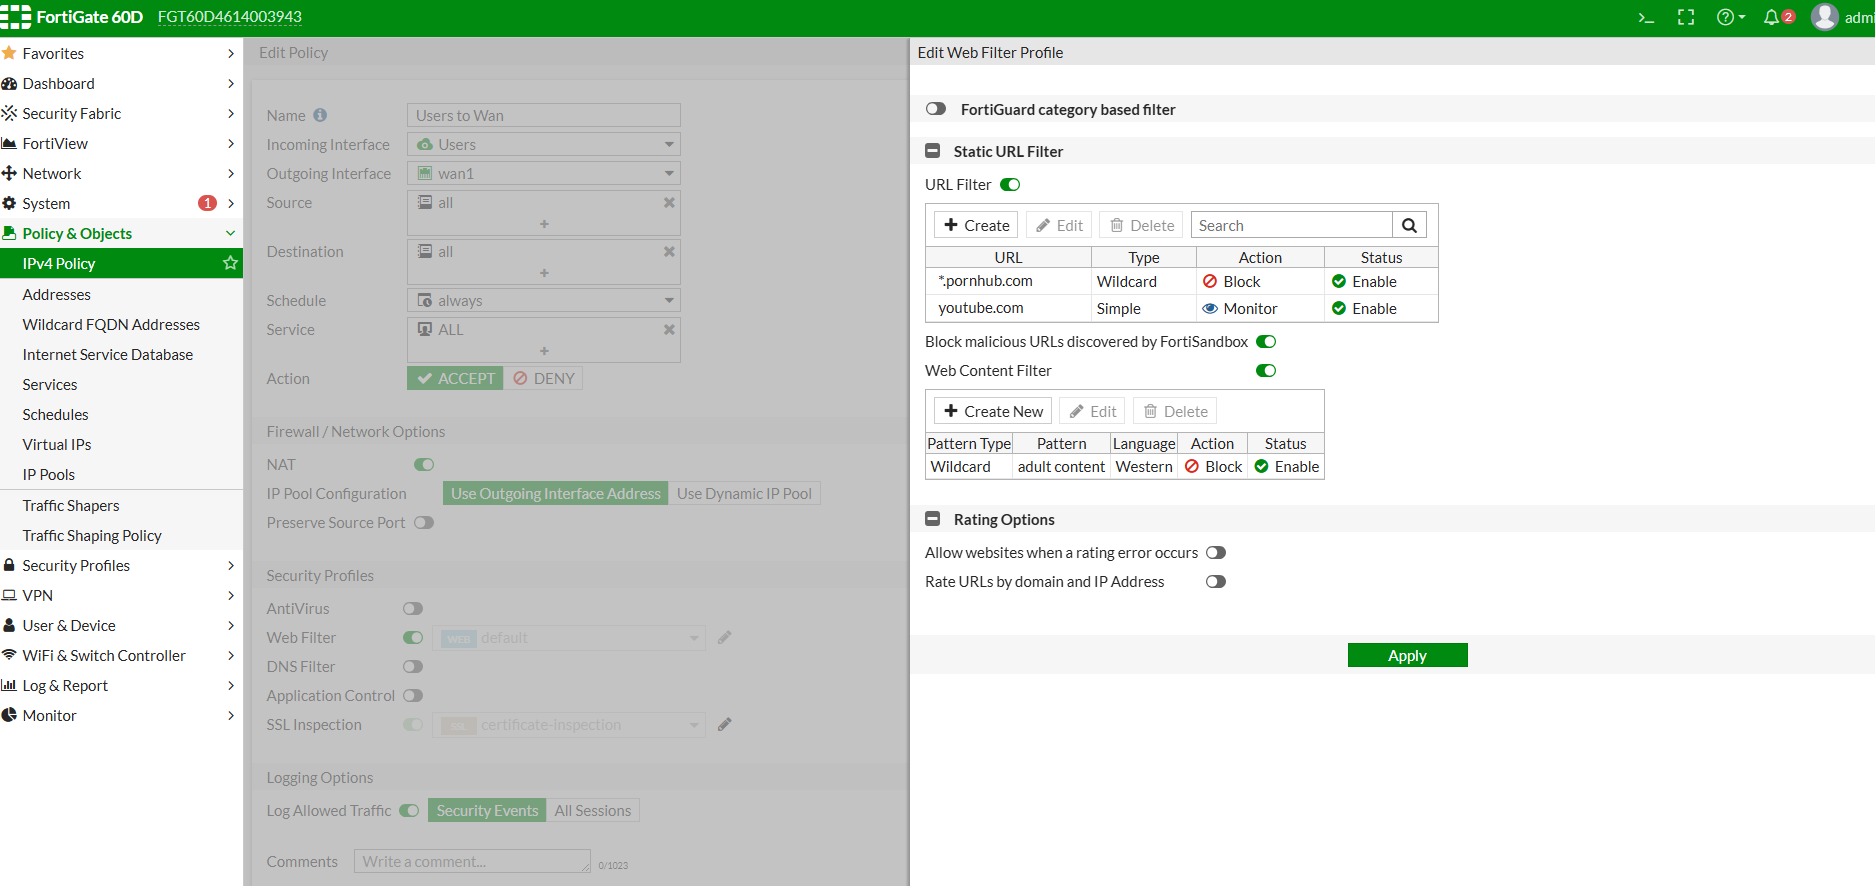 FortiGate 60D FGT60D4614003943 2 admi
Favorites
Dashboard
Security Fabric
FortiView
Network
System 1
Policy & Objects
IPv4 Policy
Addresses
Wildcard FQDN Addresses
Internet Service Database
Services
Schedules
Virtual IPs
IP Pools
Traffic Shapers
Traffic Shaping Policy
Security Profiles
VPN
User & Device
WiFi & Switch Controller
Log & Report
Monitor
Edit Policy
Name Users to Wan
Incoming Interface Users
Outgoing Interface wan1
Source all
+
Destination all
+
Schedule always
Service ALL
+
Action ACCEPT DENY
Firewall / Network Options
NAT
IP Pool Configuration Use Outgoing Interface Address Use Dynamic IP Pool
Preserve Source Port
Security Profiles
AntiVirus
Web Filter WEB default
DNS Filter
Application Control
SSL Inspection SSL certificate-inspection
Logging Options
Log Allowed Traffic Security Events All Sessions
Comments Write a comment... 0/1023
Edit Web Filter Profile
FortiGuard category based filter
Static URL Filter
URL Filter
+ Create Edit Delete Search
URL Type Action Status
*.pornhub.com Wildcard Block Enable
youtube.com Simple Monitor Enable
Block malicious URLs discovered by FortiSandbox
Web Content Filter
+ Create New Edit Delete
Pattern Type Pattern Language Action Status
Wildcard adult content Western Block Enable
Rating Options
Allow websites when a rating error occurs
Rate URLs by domain and IP Address
Apply